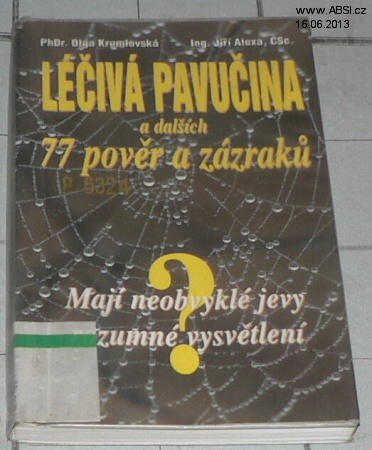 www.ABSI.cz
16.06.2013
PhDr. Olga Krumlovská Ing. Jiří Alexa, CSc.
LÉČIVÁ PAVUČINA
a dalších
77 pověr a zázraků
P 6324
?
Mají neobvyklé jevy
rozumné vysvětlení